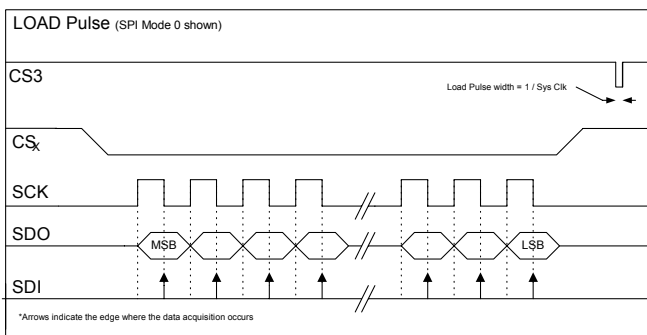 LOAD Pulse (SPI Mode 0 shown)
CS3
Load Pulse width = 1 / Sys Clk
CSX
SCK
SDO
MSB
LSB
SDI
*Arrows indicate the edge where the data acquisition occurs